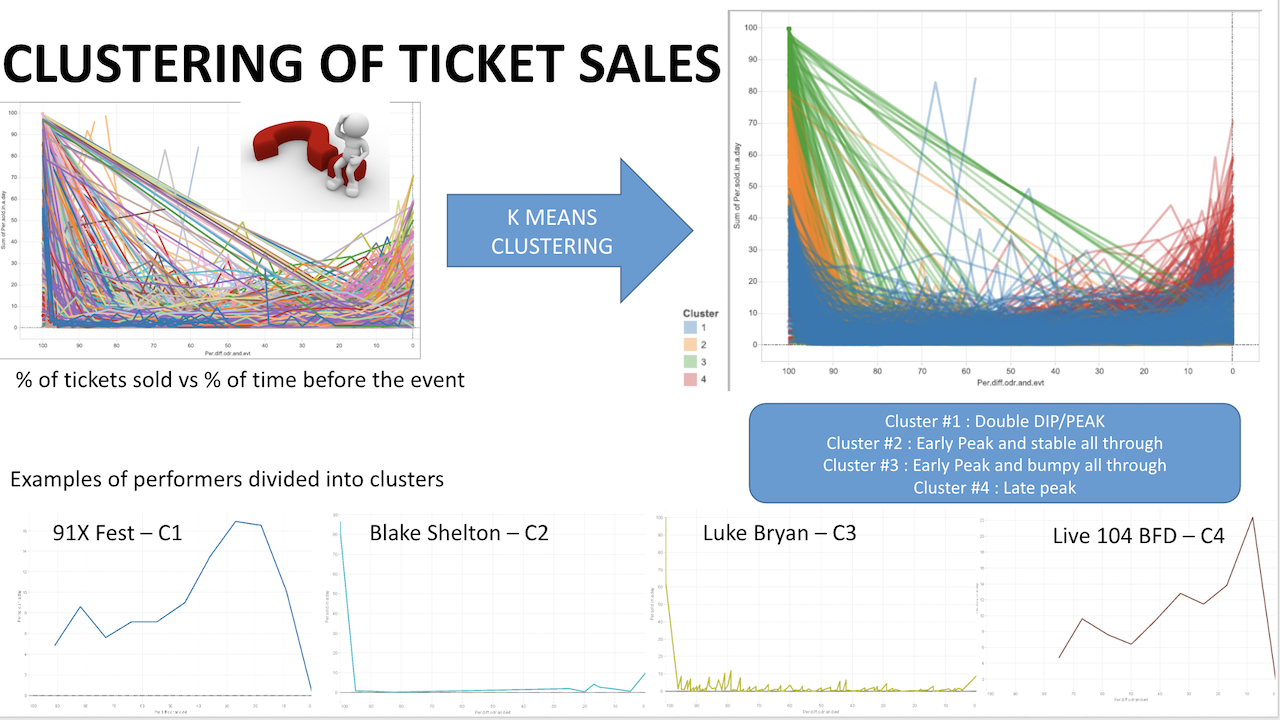 CLUSTERING OF TICKET SALES
100
90
80
70
60
50
40
30
20
10
0
Sum of Per.sold.in.a.day
100
90
80
70
60
50
40
30
20
10
0
Per.diff.odr.and.evt
K MEANS
CLUSTERING
Cluster
1
2
3
4
100
90
80
70
60
50
40
30
20
10
0
Sum of Per.sold.in.a.day
100
90
80
70
60
50
40
30
20
10
0
Per.diff.odr.and.evt
% of tickets sold vs % of time before the event
Cluster #1 : Double DIP/PEAK
Cluster #2 : Early Peak and stable all through
Cluster #3 : Early Peak and bumpy all through
Cluster #4 : Late peak
Examples of performers divided into clusters
91X Fest – C1
Blake Shelton – C2
Luke Bryan – C3
Live 104 BFD – C4